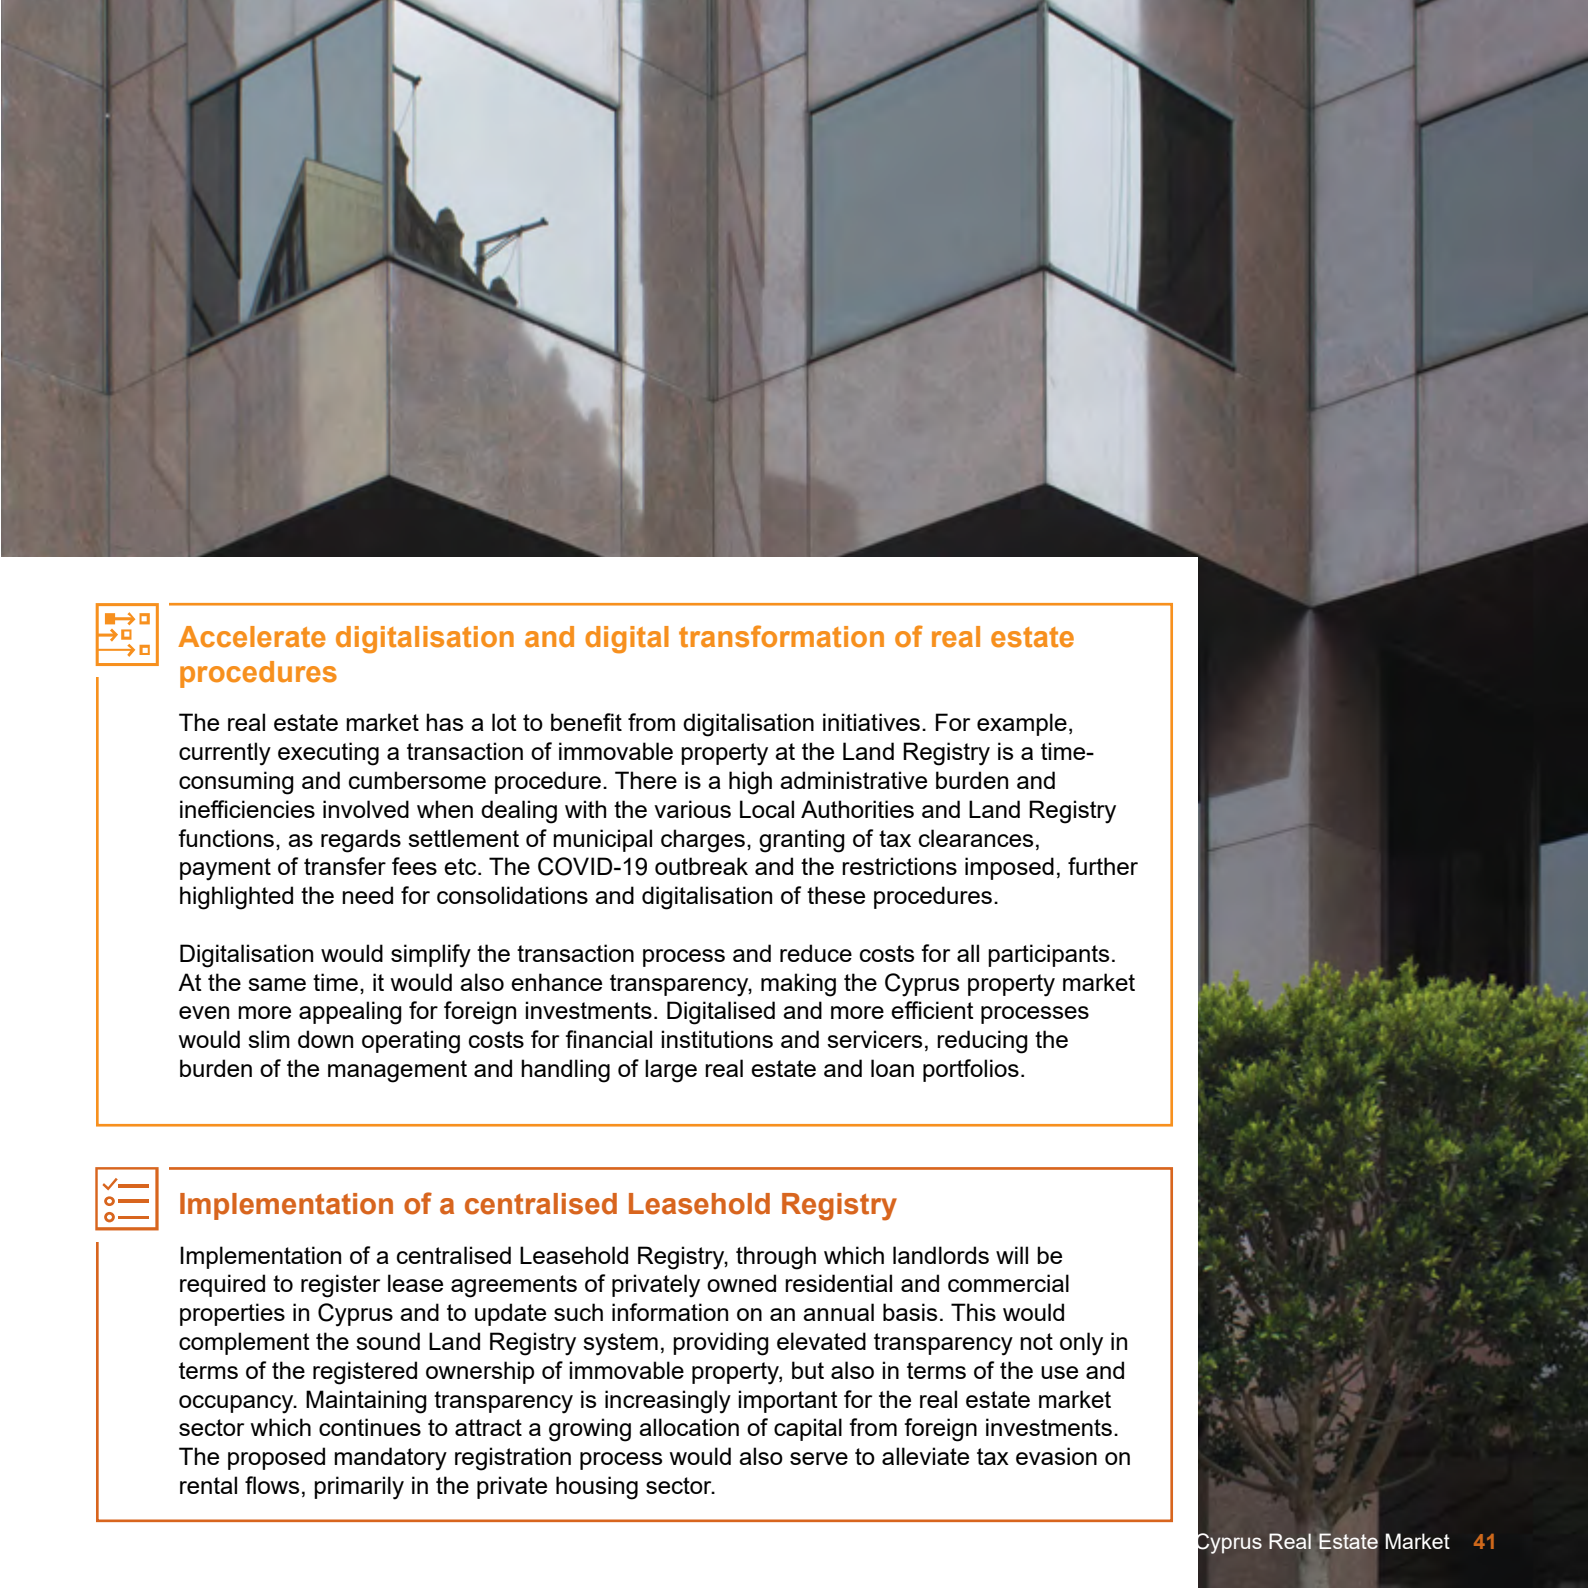 Accelerate digitalisation and digital transformation of real estate
procedures
The real estate market has a lot to benefit from digitalisation initiatives. For example,
currently executing a transaction of immovable property at the Land Registry is a time-
consuming and cumbersome procedure. There is a high administrative burden and
inefficiencies involved when dealing with the various Local Authorities and Land Registry
functions, as regards settlement of municipal charges, granting of tax clearances,
payment of transfer fees etc. The COVID-19 outbreak and the restrictions imposed, further
highlighted the need for consolidations and digitalisation of these procedures.
Digitalisation would simplify the transaction process and reduce costs for all participants.
At the same time, it would also enhance transparency, making the Cyprus property market
even more appealing for foreign investments. Digitalised and more efficient processes
would slim down operating costs for financial institutions and servicers, reducing the
burden of the management and handling of large real estate and loan portfolios.
Implementation of a centralised Leasehold Registry
Implementation of a centralised Leasehold Registry, through which landlords will be
required to register lease agreements of privately owned residential and commercial
properties in Cyprus and to update such information on an annual basis. This would
complement the sound Land Registry system, providing elevated transparency not only in
terms of the registered ownership of immovable property, but also in terms of the use and
occupancy. Maintaining transparency is increasingly important for the real estate market
sector which continues to attract a growing allocation of capital from foreign investments.
The proposed mandatory registration process would also serve to alleviate tax evasion on
rental flows, primarily in the private housing sector.
Cyprus Real Estate Market 41